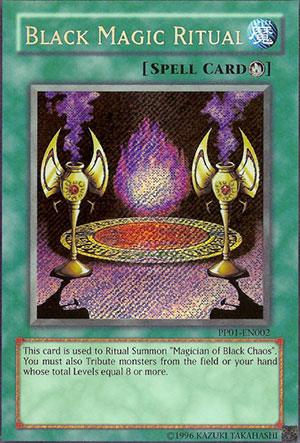 BLACK MAGIC RITUAL 魔
[SPELL CARD]
PP01-EN002
This card is used to Ritual Summon "Magician of Black Chaos".
You must also Tribute monsters from the field or your hand
whose total Levels equal 8 or more.
©1996 KAZUKI TAKAHASHI